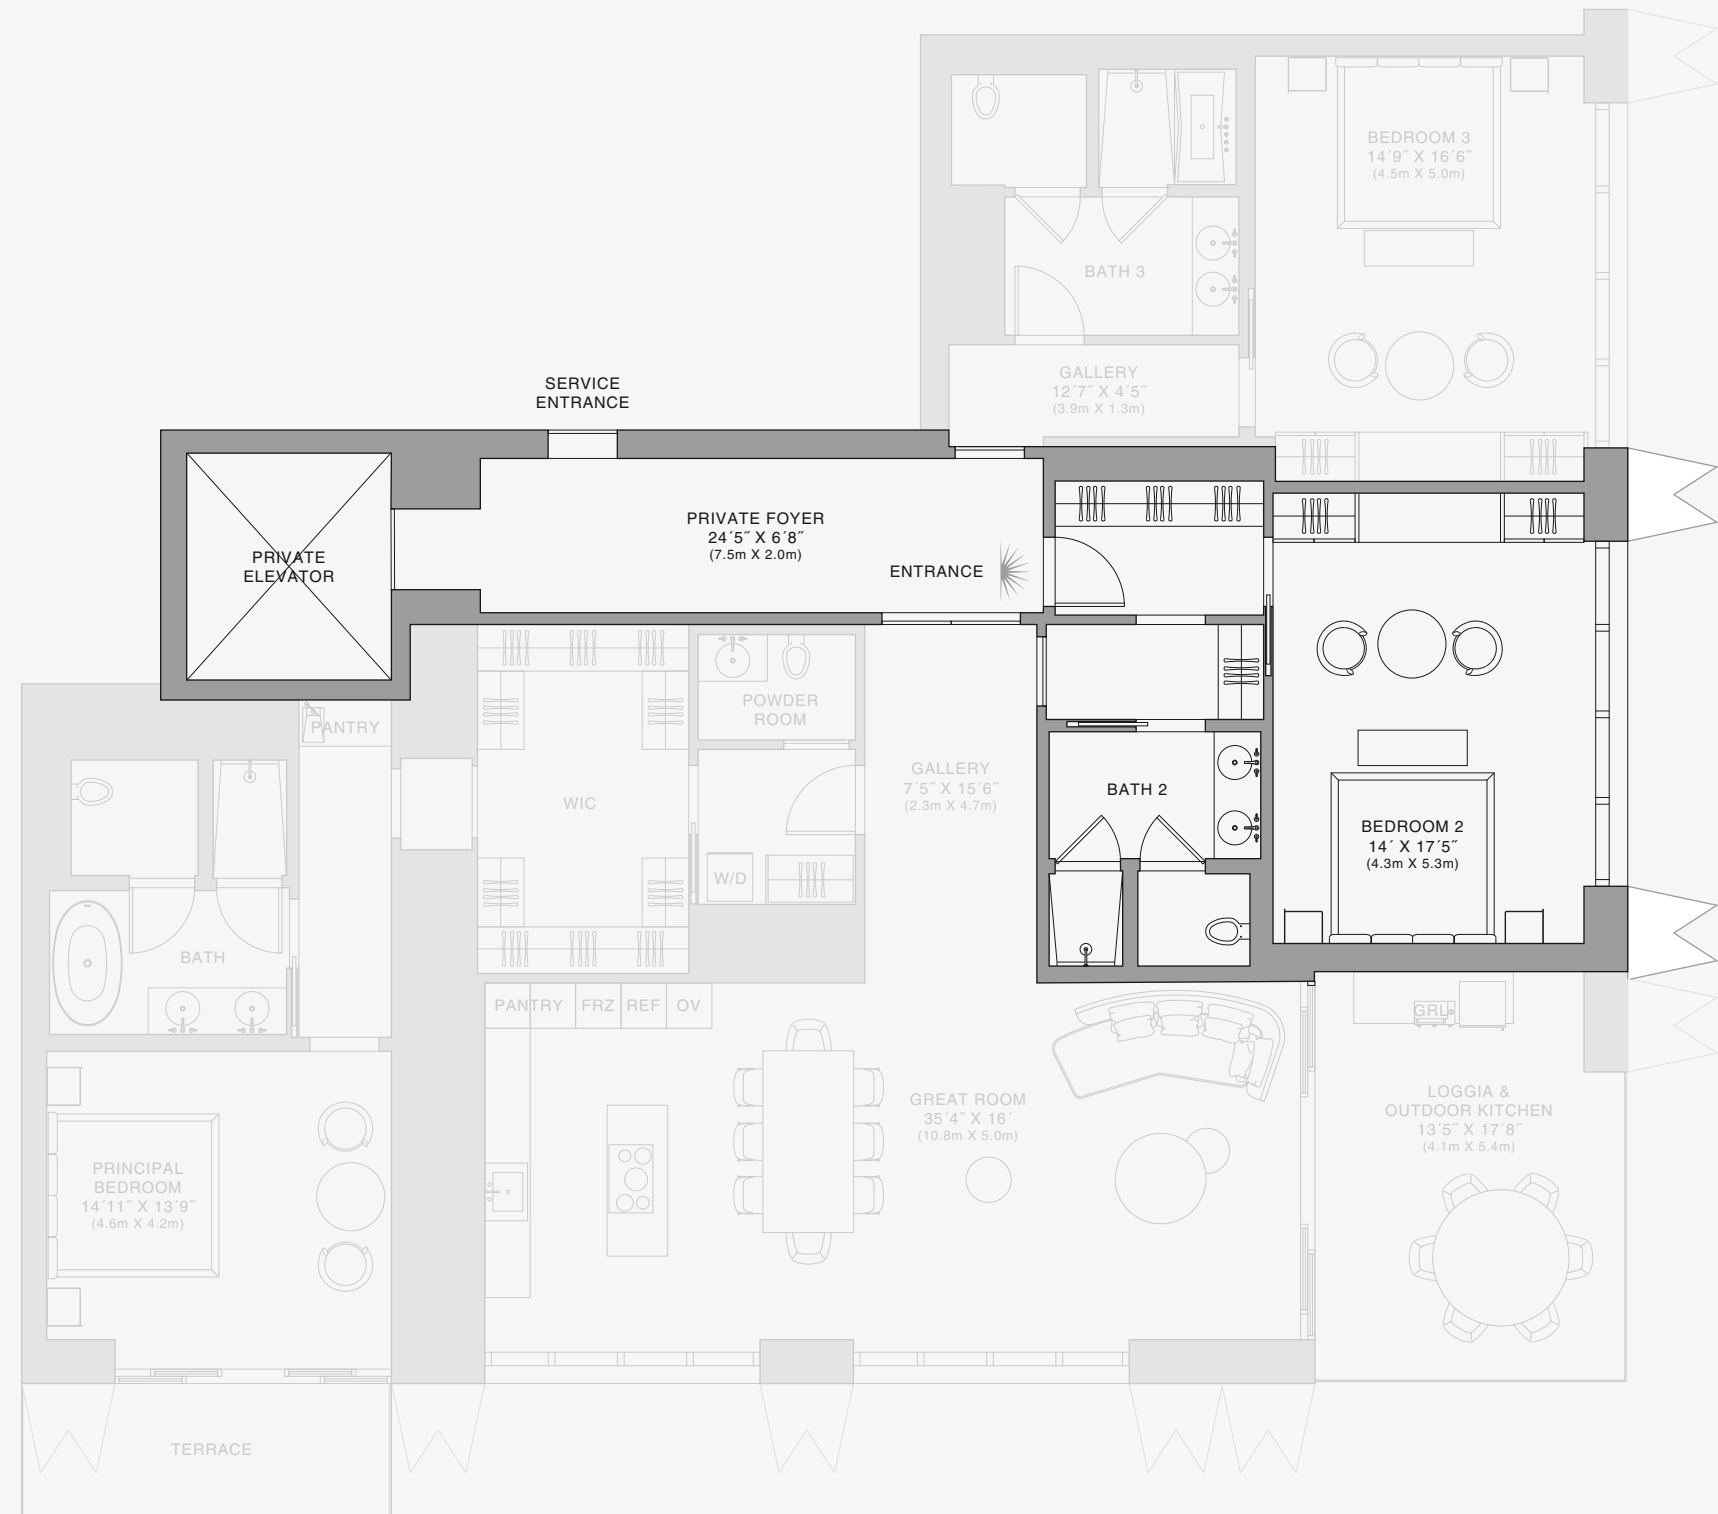 BEDROOM 3
14´9˝ X 16´6˝
(4.5m X 5.0m)
BATH 3
GALLERY
12´7˝ X 4´5˝
(3.9m X 1.3m)
SERVICE
ENTRANCE
PRIVATE FOYER
24´5˝ X 6´8˝
(7.5m X 2.0m)
PRIVATE
ELEVATOR
ENTRANCE
POWDER
ROOM
PANTRY
GALLERY
7´5˝ X 15´6˝
(2.3m X 4.7m)
WIC
BATH 2
BEDROOM 2
14´ X 17´5˝
(4.3m X 5.3m)
W/D
BATH
PANTRY
FRZ
REF
OV
GRL
GREAT ROOM
35´4˝ X 16´
(10.8m X 5.0m)
LOGGIA &
OUTDOOR KITCHEN
13´5˝ X 17´8˝
(4.1m X 5.4m)
PRINCIPAL
BEDROOM
14´11˝ X 13´9˝
(4.6m X 4.2m)
TERRACE